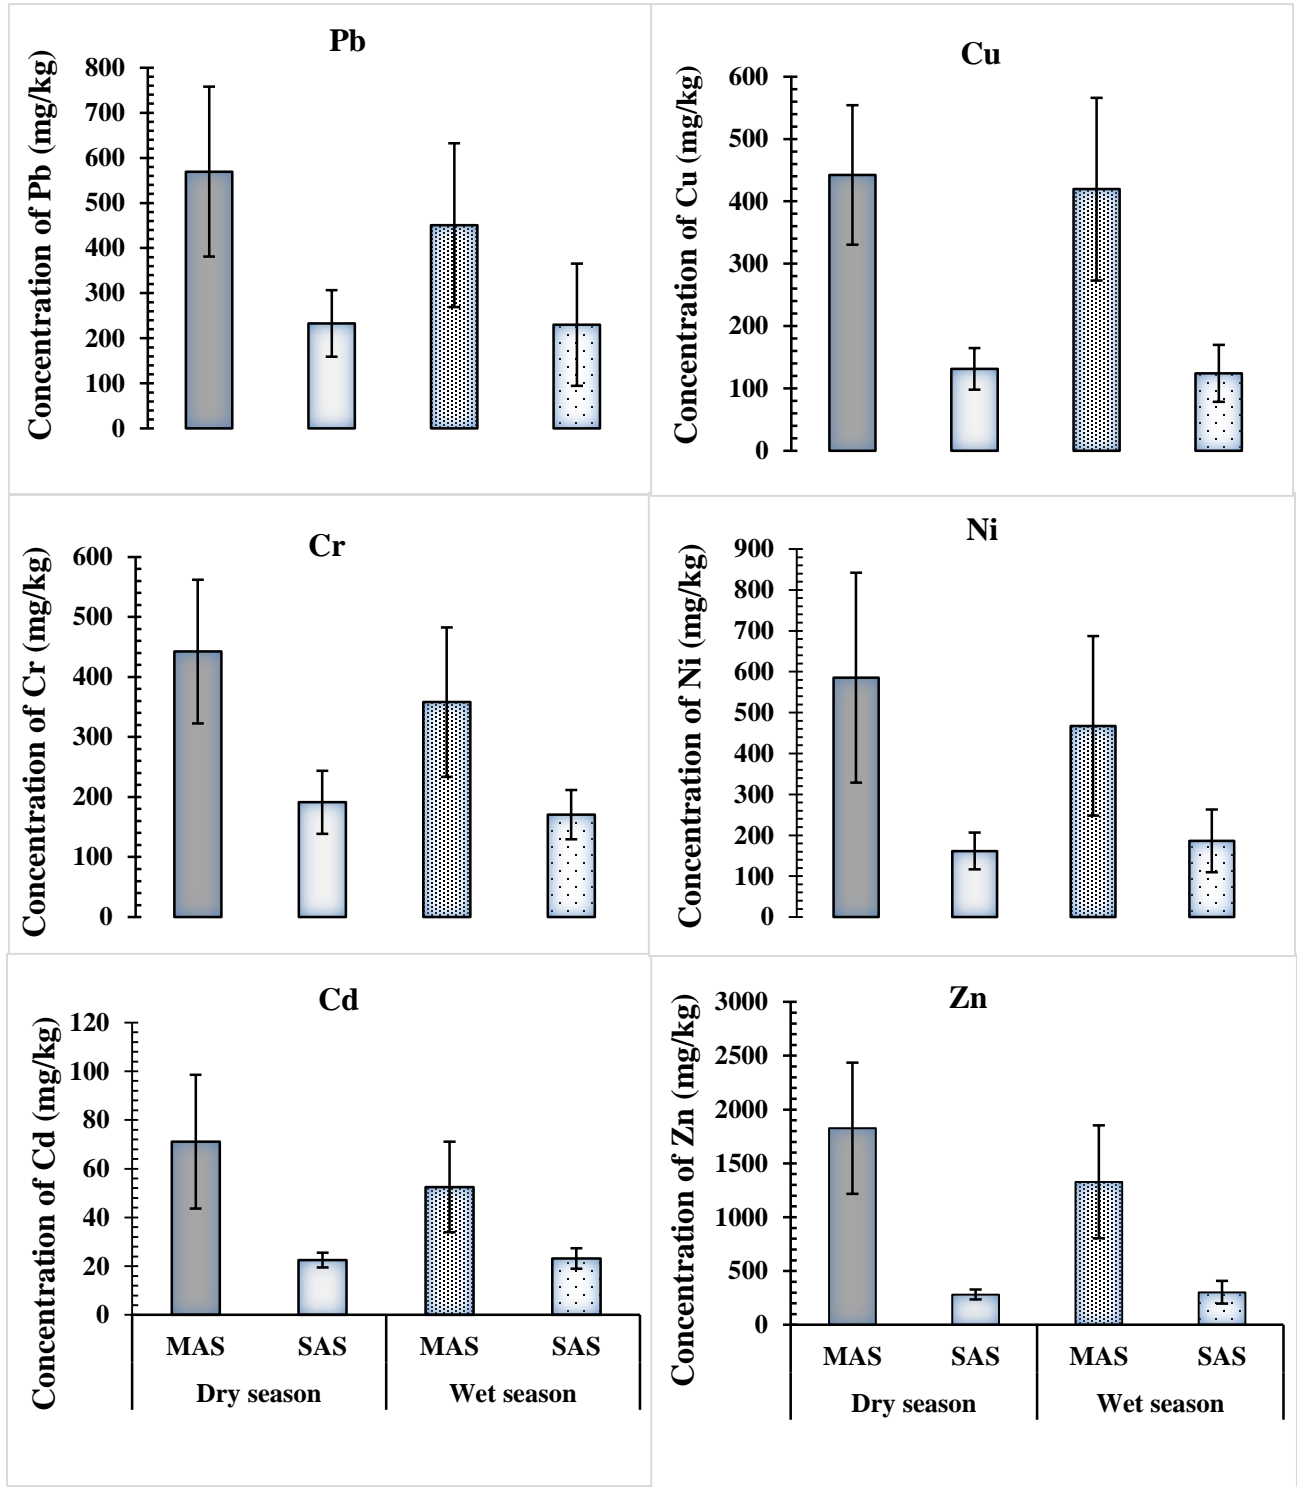 Pb
Concentration of Pb (mg/kg)
800
700
600
500
400
300
200
100
0
Cu
Concentration of Cu (mg/kg)
600
500
400
300
200
100
0
Cr
Concentration of Cr (mg/kg)
600
500
400
300
200
100
0
Ni
Concentration of Ni (mg/kg)
900
800
700
600
500
400
300
200
100
0
Cd
Concentration of Cd (mg/kg)
120
100
80
60
40
20
0
MAS SAS MAS SAS
Dry season Wet season
Zn
Concentration of Zn (mg/kg)
3000
2500
2000
1500
1000
500
0
MAS SAS MAS SAS
Dry season Wet season